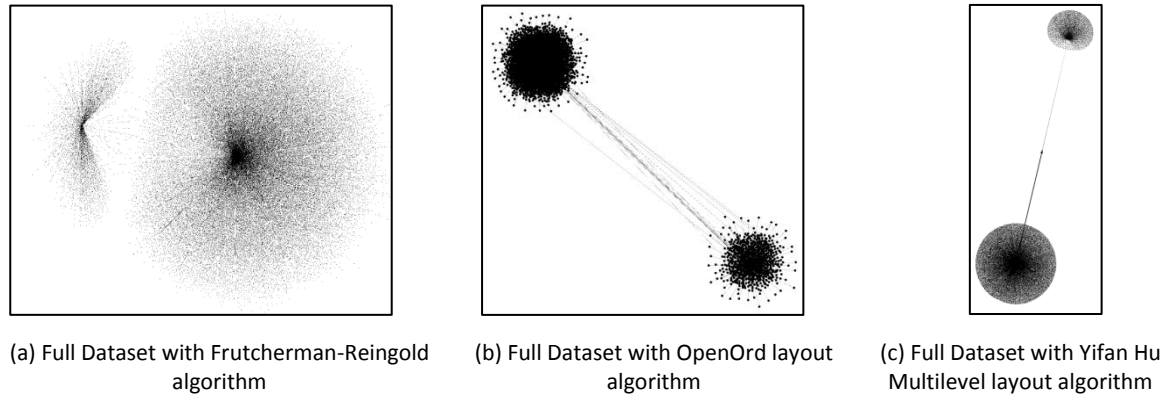 (a) Full Dataset with Frutcherman-Reingold
algorithm
(b) Full Dataset with OpenOrd layout
algorithm
(c) Full Dataset with Yifan Hu
Multilevel layout algorithm